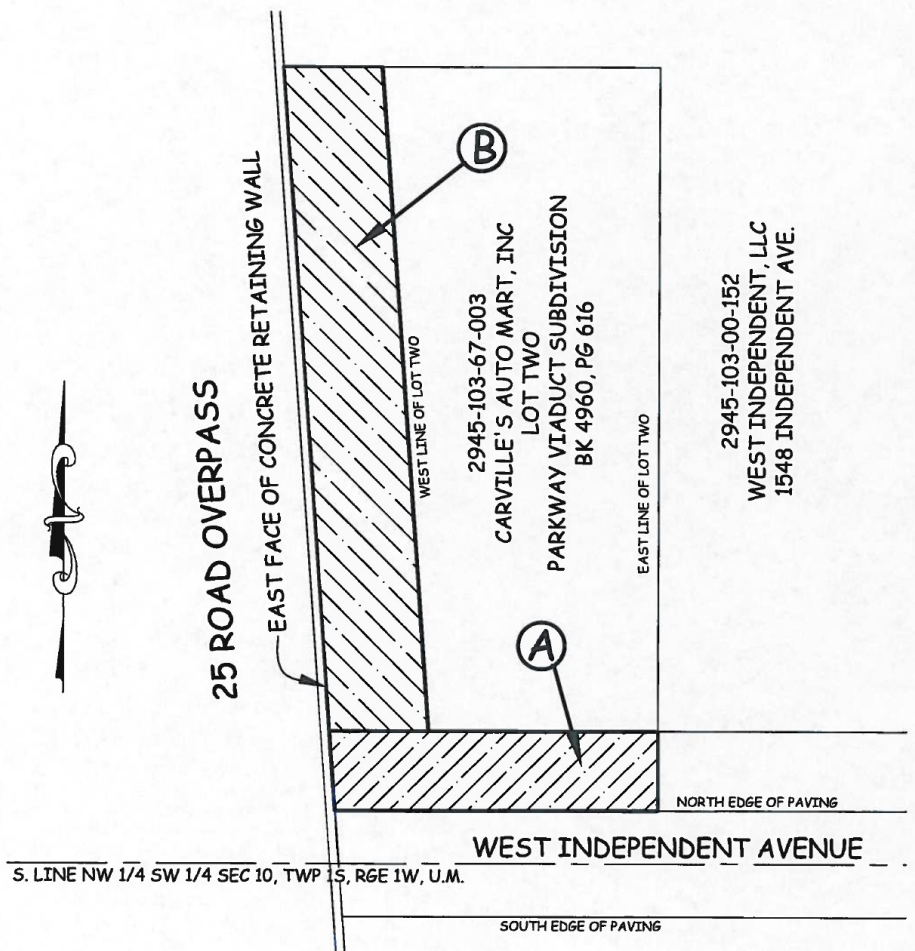 25 ROAD OVERPASS
EAST FACE OF CONCRETE RETAINING WALL
B
WEST LINE OF LOT TWO
2945-103-67-003
CARVILLE'S AUTO MART, INC
LOT TWO
PARKWAY VIADUCT SUBDIVISION
BK 4960, PG 616
EAST LINE OF LOT TWO
2945-103-00-152
WEST INDEPENDENT, LLC
1548 INDEPENDENT AVE.
A
NORTH EDGE OF PAVING
WEST INDEPENDENT AVENUE
S. LINE NW 1/4 SW 1/4 SEC 10, TWP 1S, RGE 1W, U.M.
SOUTH EDGE OF PAVING